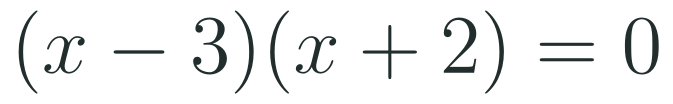 (x − 3)(x + 2) = 0